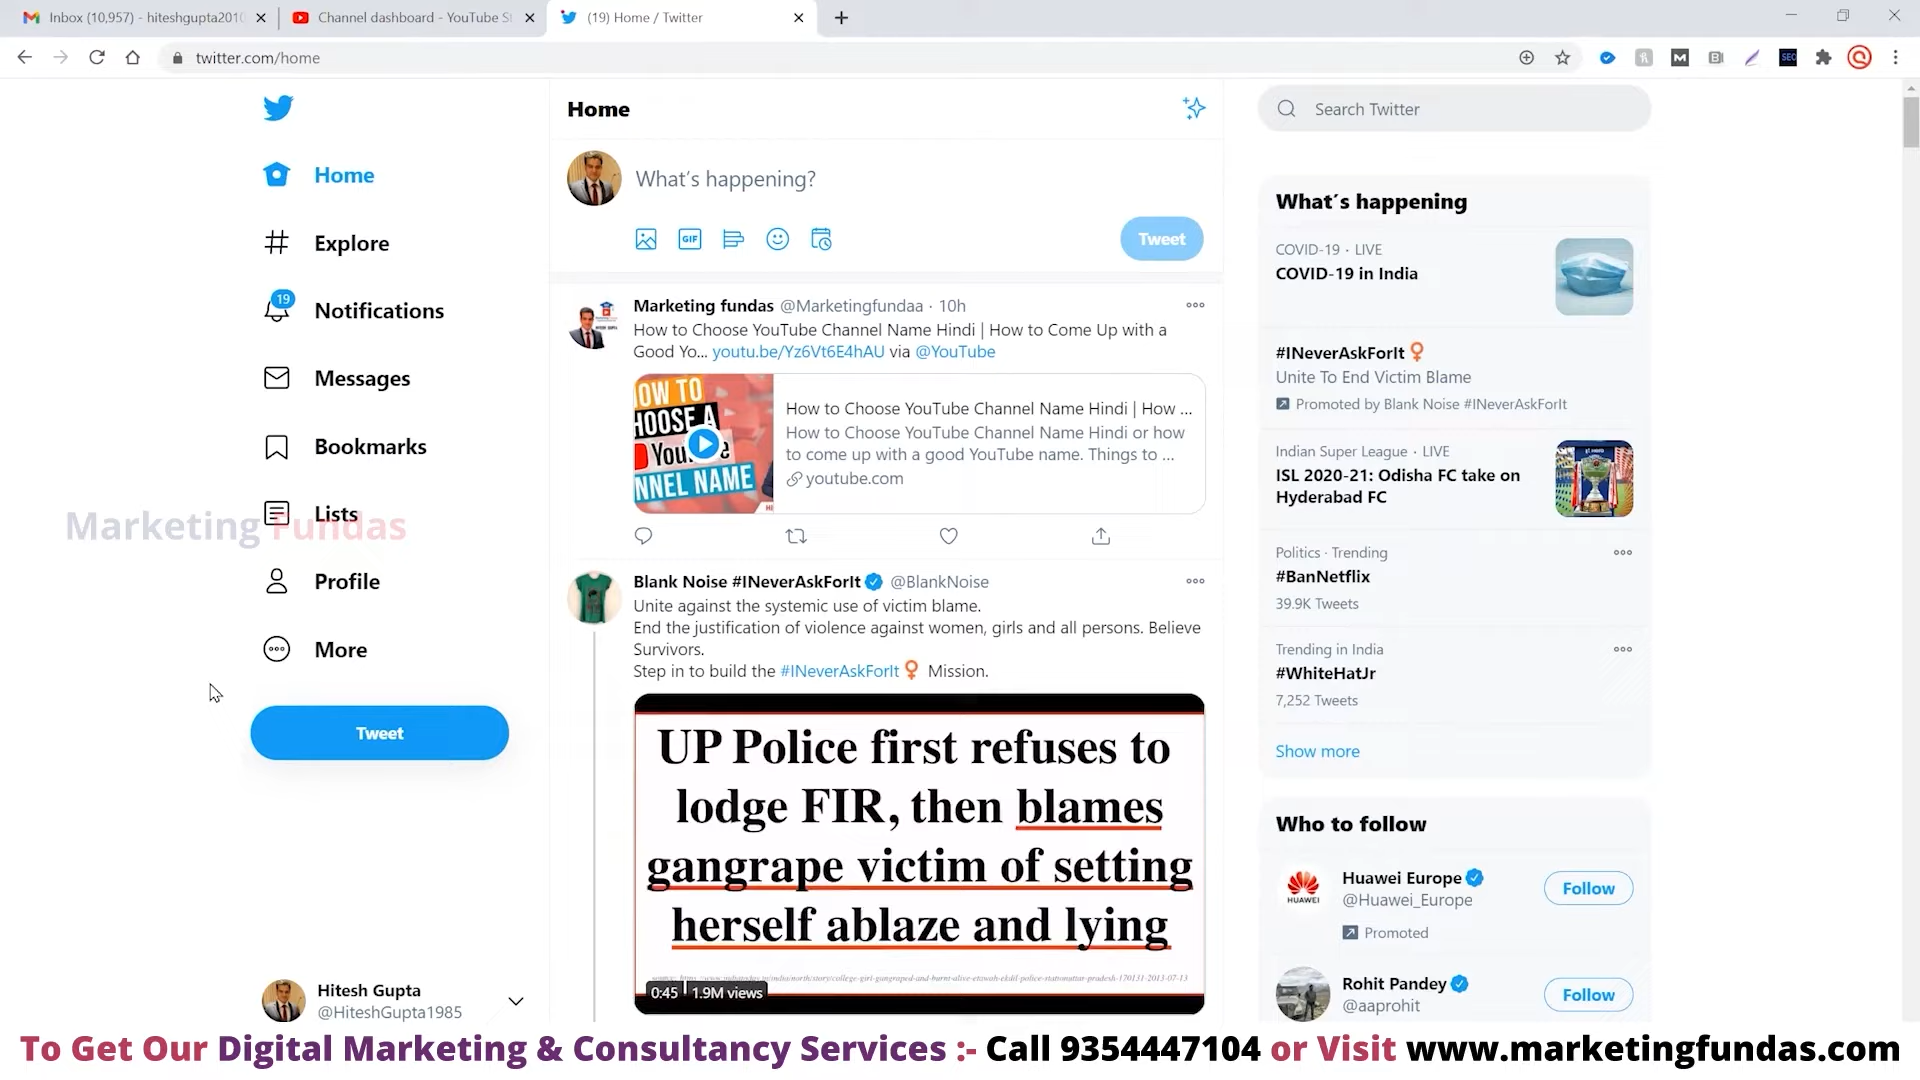 Inbox (10,957) - hiteshgupta2010
Channel dashboard - YouTube St
(19) Home / Twitter
twitter.com/home
Home
Explore
19
Notifications
Messages
Bookmarks
Lists
Marketing Fundas
Profile
More
Tweet
Hitesh Gupta
@HiteshGupta1985
Home
What's happening?
GIF
Tweet
Marketing fundas @Marketingfundaa · 10h
How to Choose YouTube Channel Name Hindi | How to Come Up with a
Good Yo... youtu.be/Yz6Vt6E4hAU via @YouTube
HOW TO
CHOOSE A
YouTube
NNEL NAME
How to Choose YouTube Channel Name Hindi | How ...
How to Choose YouTube Channel Name Hindi or how
to come up with a good YouTube name. Things to ...
youtube.com
Blank Noise #INeverAskForIt @BlankNoise
Unite against the systemic use of victim blame.
End the justification of violence against women, girls and all persons. Believe
Survivors.
Step in to build the #INeverAskForIt Mission.
UP Police first refuses to
lodge FIR, then blames
gangrape victim of setting
herself ablaze and lying
0:45 1.9M views
Search Twitter
What's happening
COVID-19 · LIVE
COVID-19 in India
#INeverAskForIt
Unite To End Victim Blame
Promoted by Blank Noise #INeverAskForIt
Indian Super League · LIVE
ISL 2020-21: Odisha FC take on
Hyderabad FC
Politics · Trending
#BanNetflix
39.9K Tweets
Trending in India
#WhiteHatJr
7,252 Tweets
Show more
Who to follow
HUAWEI
Huawei Europe
@Huawei_Europe
Follow
Promoted
Rohit Pandey
@aaprohit
Follow
To Get Our Digital Marketing & Consultancy Services :- Call 9354447104 or Visit www.marketingfundas.com